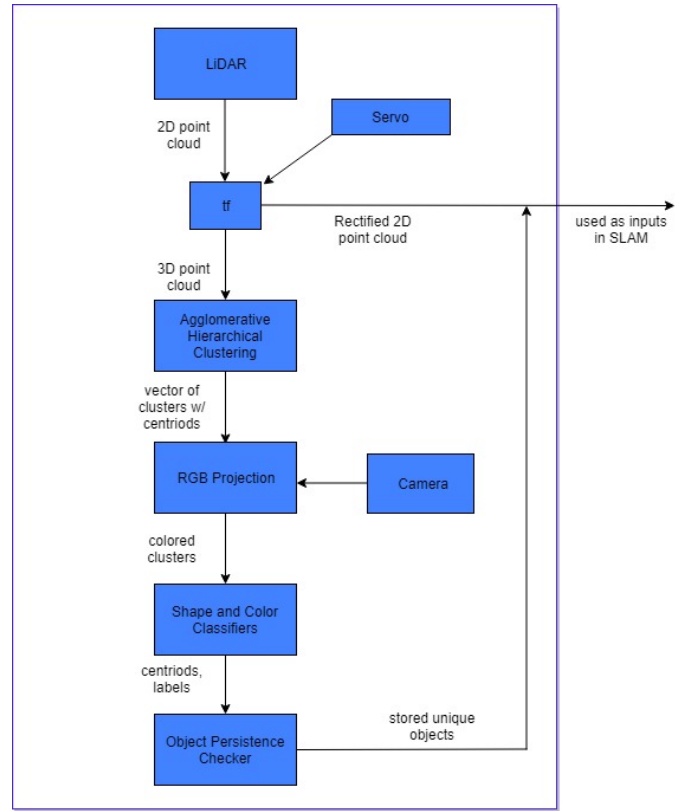 LiDAR
2D point
cloud
Servo
tf
Rectified 2D
point cloud
used as inputs
in SLAM
3D point
cloud
Agglomerative
Hierarchical
Clustering
vector of
clusters w/
centriods
RGB Projection
Camera
colored
clusters
Shape and Color
Classifiers
centriods,
labels
stored unique
objects
Object Persistence
Checker